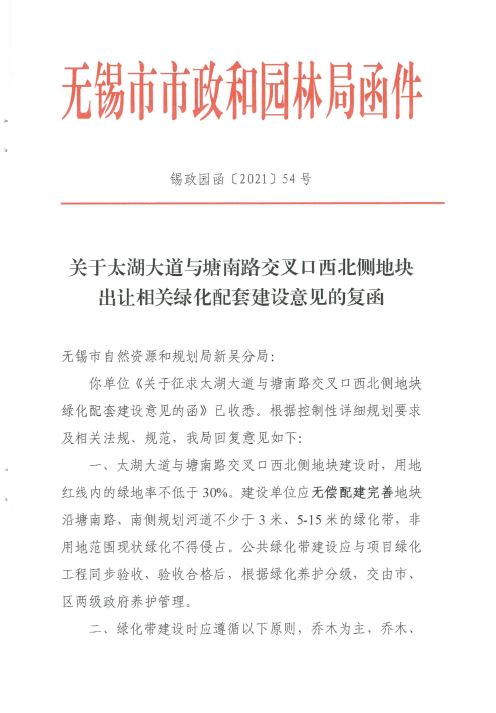 无锡市市政和园林局函件
锡政园函〔2021〕54号
关于太湖大道与塘南路交叉口西北侧地块
出让相关绿化配套建设意见的复函
无锡市自然资源和规划局新吴分局：
你单位《关于征求太湖大道与塘南路交叉口西北侧地块
绿化配套建设意见的函》已收悉。根据控制性详细规划要求
及相关法规、规范，我局回复意见如下：
一、太湖大道与塘南路交叉口西北侧地块建设时，用地
红线内的绿地率不低于30%。建设单位应无偿配建完善地块
沿塘南路、南侧规划河道不少于3米、5-15米的绿化带，非
用地范围现状绿化不得侵占。公共绿化带建设应与项目绿化
工程同步验收，验收合格后，根据绿化养护分级，交由市、
区两级政府养护管理。
二、绿化带建设时应遵循以下原则，乔木为主，乔木、